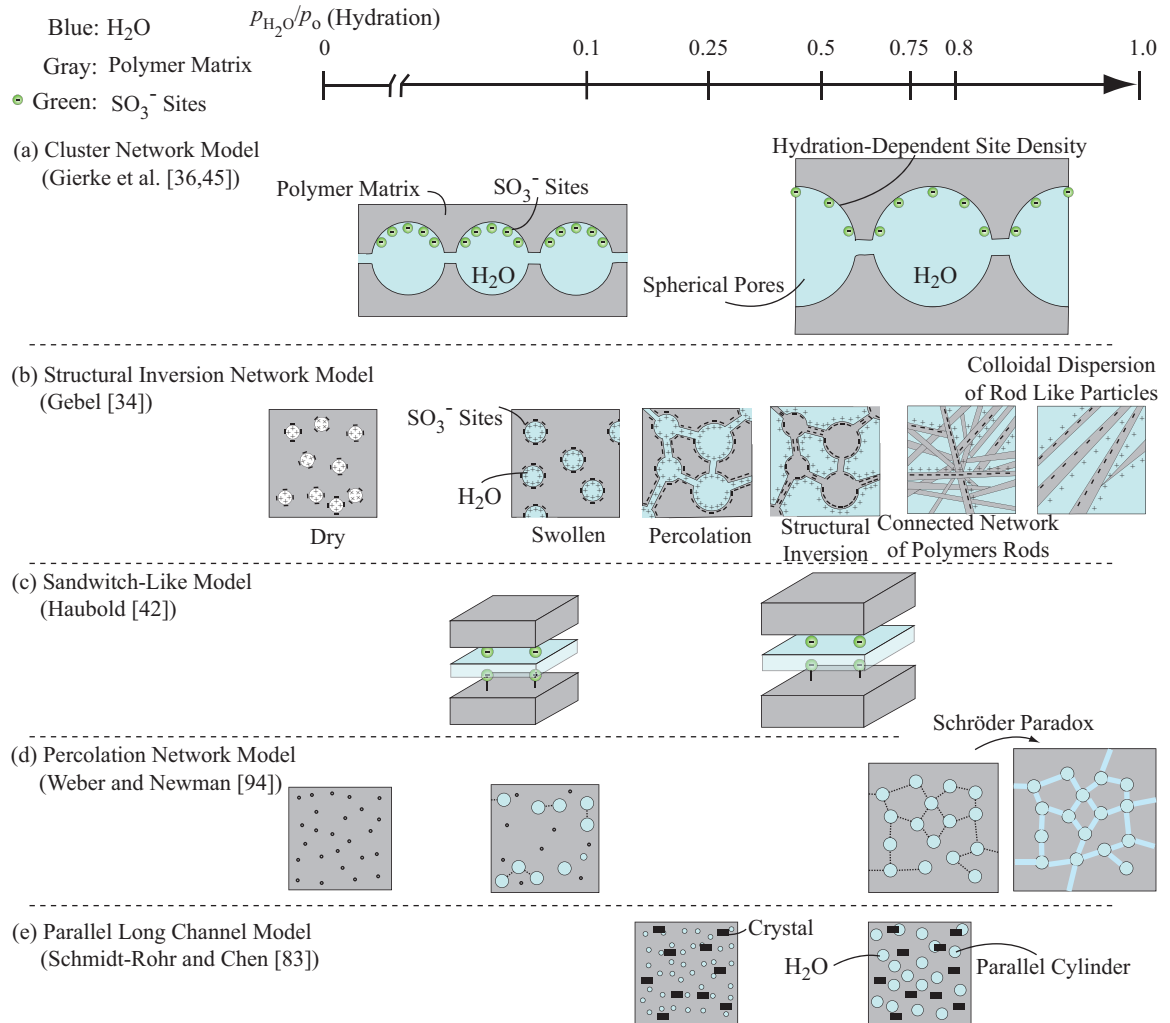 Blue: H₂O
p_H₂O/p_o (Hydration)
Gray: Polymer Matrix
Green: SO₃⁻ Sites
0 0.1 0.25 0.5 0.75 0.8 1.0
(a) Cluster Network Model
(Gierke et al. [36,45])
Polymer Matrix
SO₃⁻ Sites
H₂O
Hydration-Dependent Site Density
Spherical Pores
H₂O
(b) Structural Inversion Network Model
(Gebel [34])
Colloidal Dispersion
of Rod Like Particles
SO₃⁻ Sites
H₂O
Dry
Swollen
Percolation
Structural
Inversion
Connected Network
of Polymers Rods
(c) Sandwitch-Like Model
(Haubold [42])
(d) Percolation Network Model
(Weber and Newman [94])
Schröder Paradox
(e) Parallel Long Channel Model
(Schmidt-Rohr and Chen [83])
Crystal
H₂O
Parallel Cylinder